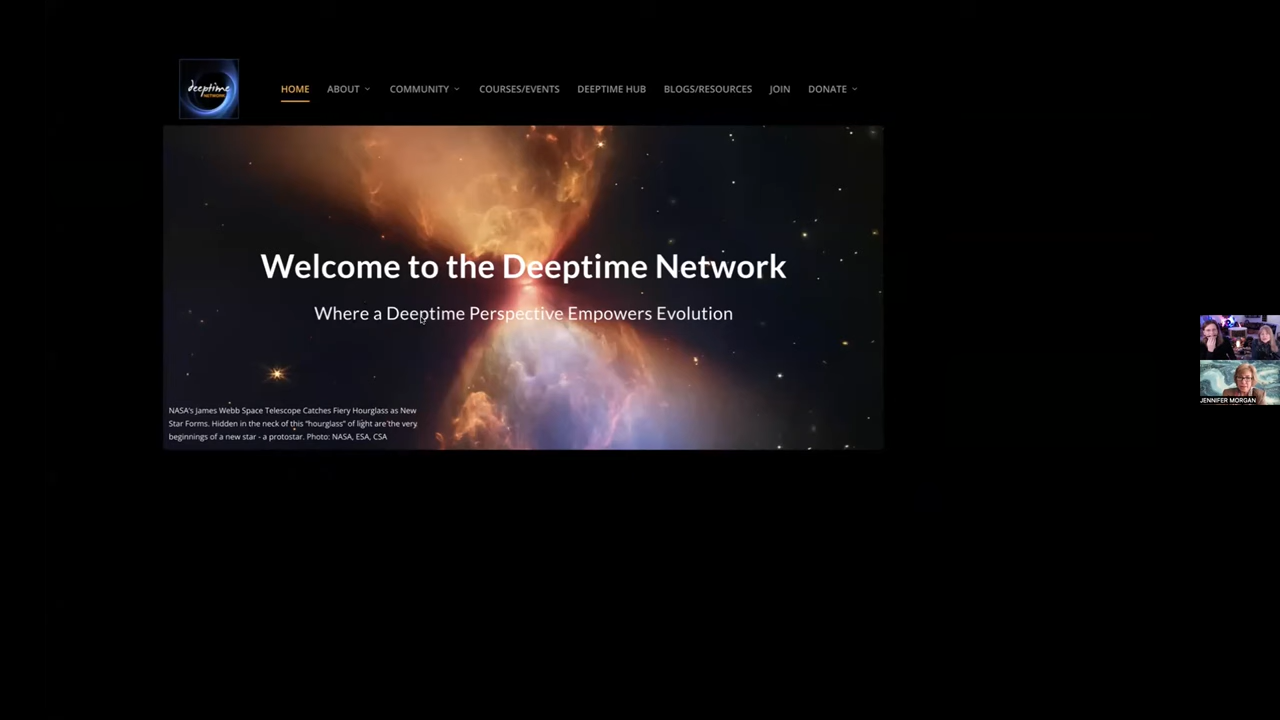 deeptime
NETWORK
HOME
ABOUT
COMMUNITY
COURSES/EVENTS
DEEPTIME HUB
BLOGS/RESOURCES
JOIN
DONATE
Welcome to the Deeptime Network
Where a Deeptime Perspective Empowers Evolution
NASA's James Webb Space Telescope Catches Fiery Hourglass as New
Star Forms. Hidden in the neck of this "hourglass" of light are the very
beginnings of a new star - a protostar. Photo: NASA, ESA, CSA
JENNIFER MORGAN